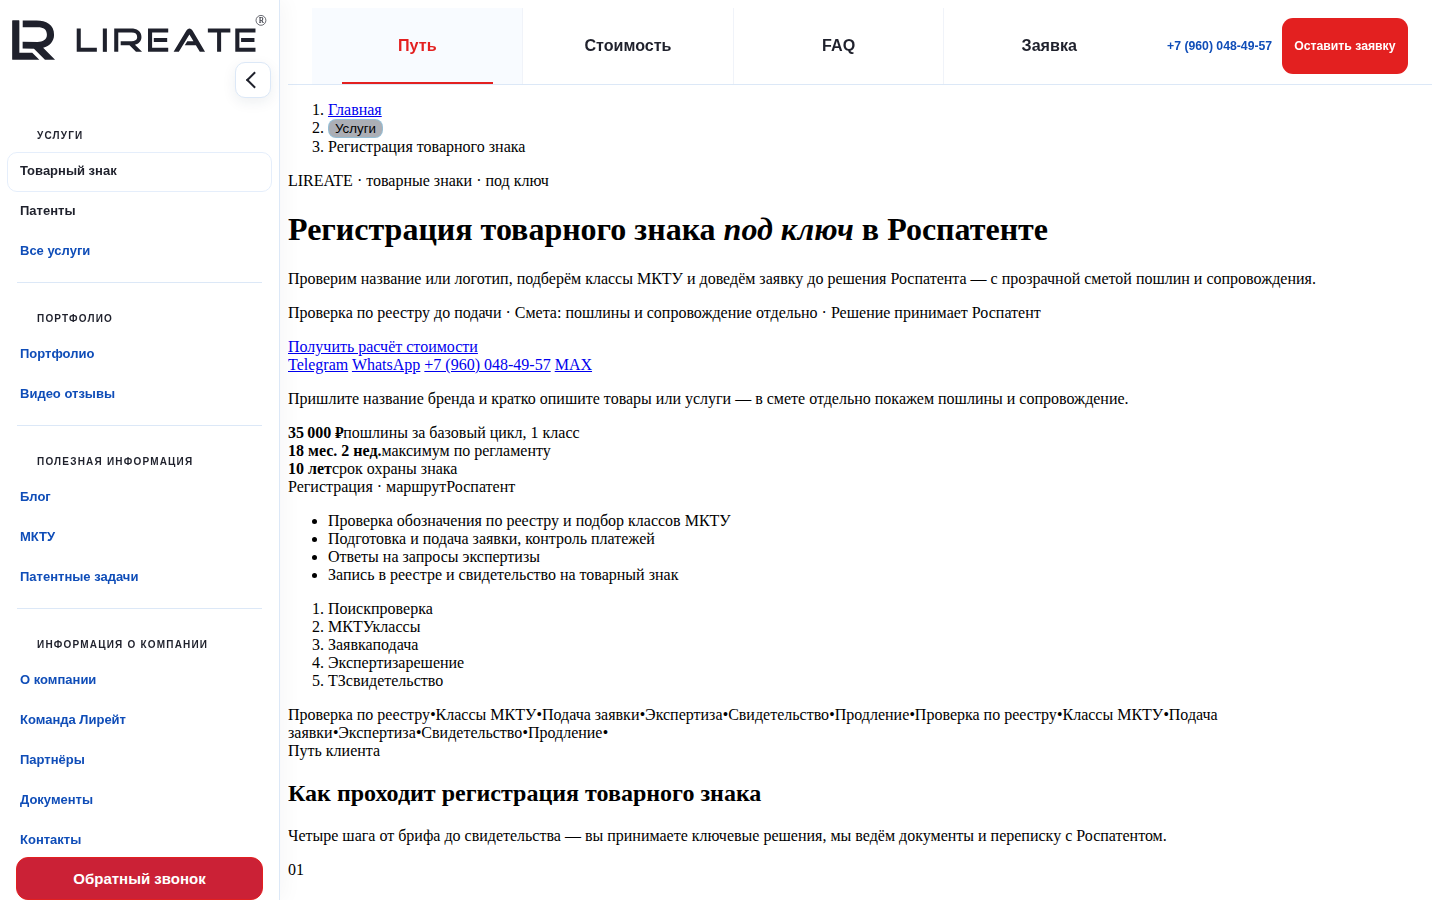 LIREATE®
УСЛУГИ
Товарный знак
Патенты
Все услуги
ПОРТФОЛИО
Портфолио
Видео отзывы
ПОЛЕЗНАЯ ИНФОРМАЦИЯ
Блог
МКТУ
Патентные задачи
ИНФОРМАЦИЯ О КОМПАНИИ
О компании
Команда Лирейт
Партнёры
Документы
Контакты
Обратный звонок
Путь Стоимость FAQ Заявка +7 (960) 048-49-57 Оставить заявку
1. Главная
2. Услуги
3. Регистрация товарного знака
LIREATE · товарные знаки · под ключ
Регистрация товарного знака под ключ в Роспатенте
Проверим название или логотип, подберём классы МКТУ и доведём заявку до решения Роспатента — с прозрачной сметой пошлин и сопровождения.
Проверка по реестру до подачи · Смета: пошлины и сопровождение отдельно · Решение принимает Роспатент
Получить расчёт стоимости
Telegram WhatsApp +7 (960) 048-49-57 MAX
Пришлите название бренда и кратко опишите товары или услуги — в смете отдельно покажем пошлины и сопровождение.
35 000 ₽пошлины за базовый цикл, 1 класс
18 мес. 2 нед.максимум по регламенту
10 летсрок охраны знака
Регистрация · маршрутРоспатент
• Проверка обозначения по реестру и подбор классов МКТУ
• Подготовка и подача заявки, контроль платежей
• Ответы на запросы экспертизы
• Запись в реестре и свидетельство на товарный знак
1. Поискпроверка
2. МКТУклассы
3. Заявкаподача
4. Экспертизарешение
5. ТЗсвидетельство
Проверка по реестру•Классы МКТУ•Подача заявки•Экспертиза•Свидетельство•Продление•Проверка по реестру•Классы МКТУ•Подача
заявки•Экспертиза•Свидетельство•Продление•
Путь клиента
Как проходит регистрация товарного знака
Четыре шага от брифа до свидетельства — вы принимаете ключевые решения, мы ведём документы и переписку с Роспатентом.
01